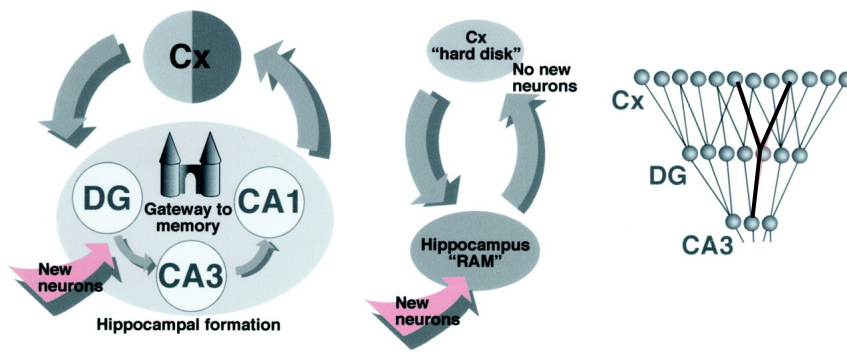 Cx
DG
Gateway to
memory
CA1
CA3
New
neurons
Hippocampal formation
Cx
“hard disk”
No new
neurons
Hippocampus
“RAM”
New
neurons
Cx
DG
CA3